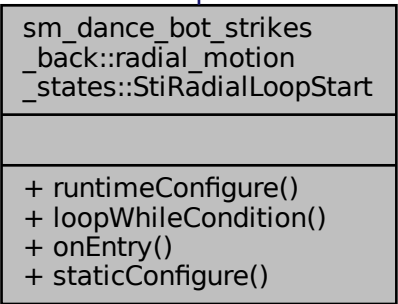 sm_dance_bot_strikes
_back::radial_motion
_states::StiRadialLoopStart
+ runtimeConfigure()
+ loopWhileCondition()
+ onEntry()
+ staticConfigure()